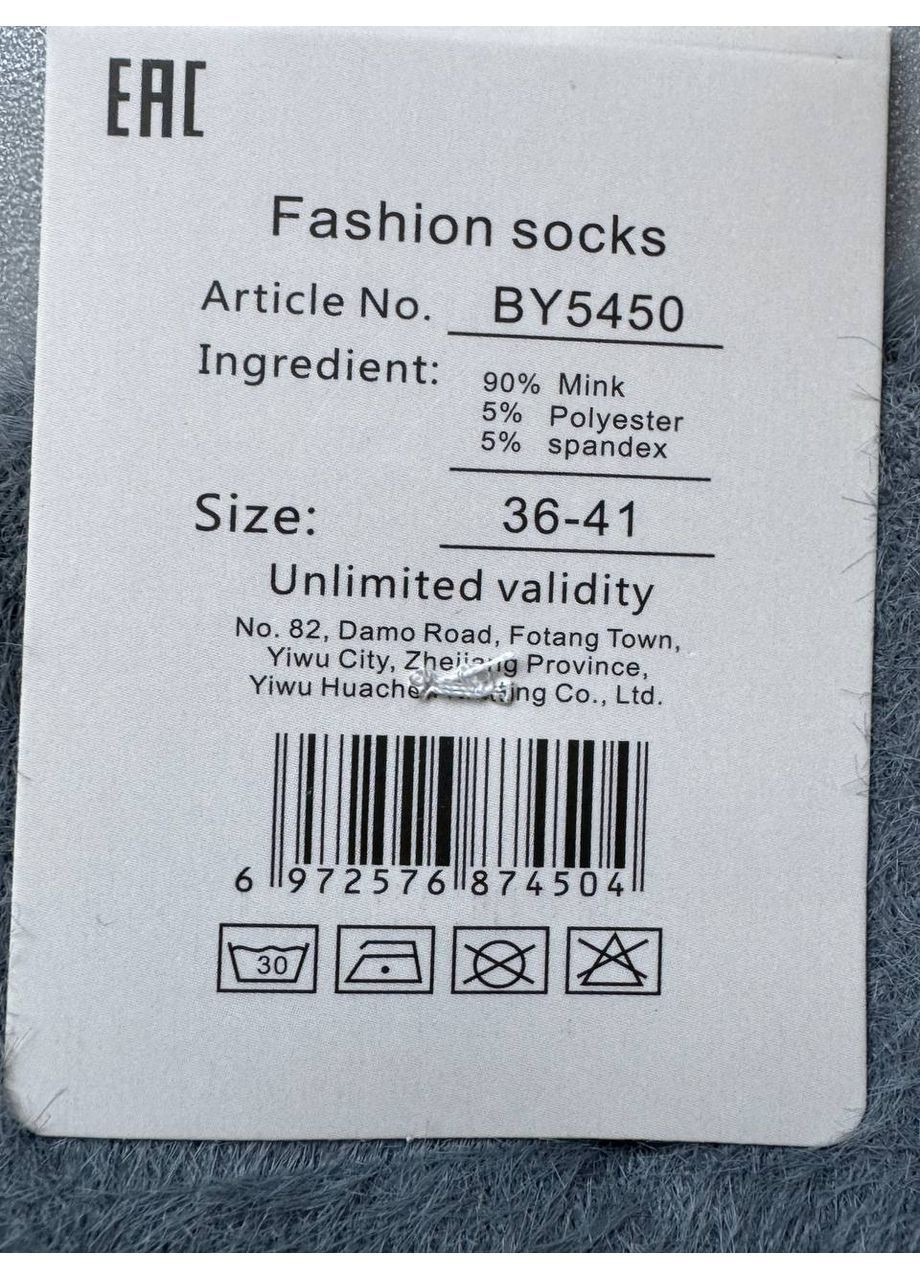 EAC
Fashion socks
Article No. BY5450
Ingredient: 90% Mink
5% Polyester
5% spandex
Size: 36-41
Unlimited validity
No. 82, Damo Road, Fotang Town,
Yiwu City, Zhejiang Province,
Yiwu Co., Ltd.
6 972576 874504
30